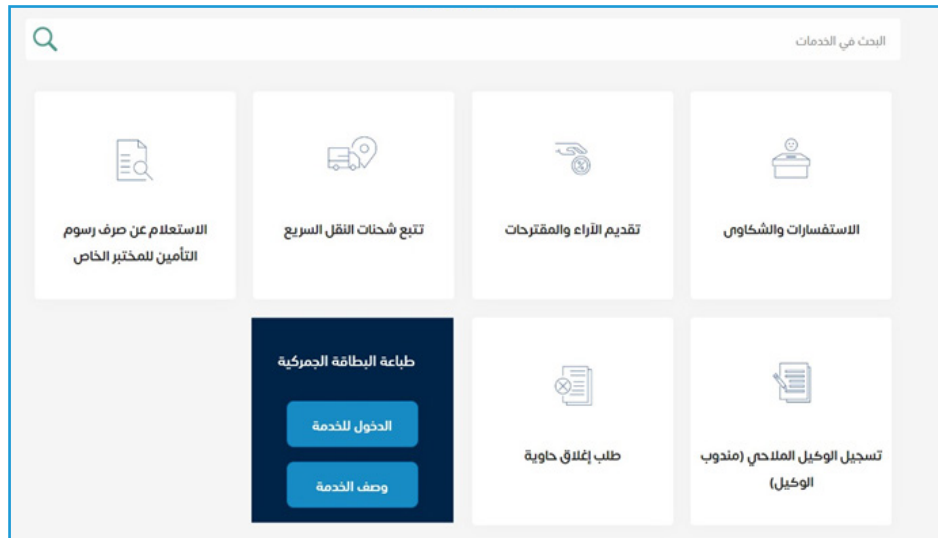 البحث في الخدمات
الاستفسارات والشكاوى
تقديم الآراء والمقترحات
تتبع شحنات النقل السريع
الاستعلام عن صرف رسوم
التأمين للمختبر الخاص
تسجيل الوكيل الملاحي (مندوب
الوكيل)
طلب إغلاق حاوية
طباعة البطاقة الجمركية
الدخول للخدمة
وصف الخدمة